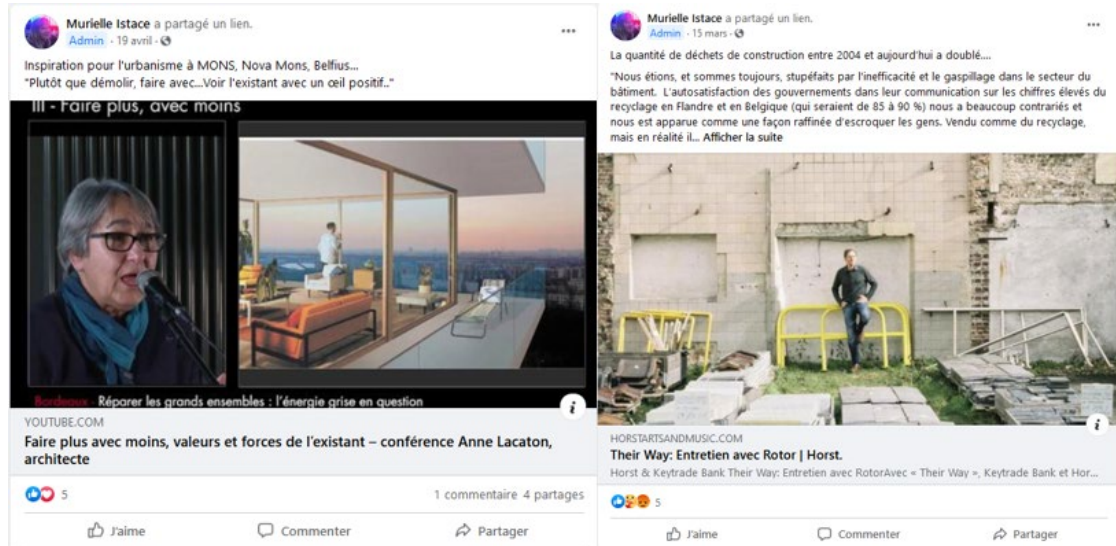 Murielle Istace a partagé un lien.
Admin · 19 avril ·
Inspiration pour l'urbanisme à MONS, Nova Mons, Belfius...
"Plutôt que démolir, faire avec...Voir l'existant avec un œil positif.."
III - Faire plus, avec moins
Bordeaux - Réparer les grands ensembles : l'énergie grise en question
YOUTUBE.COM
Faire plus avec moins, valeurs et forces de l'existant – conférence Anne Lacaton,
architecte
5
1 commentaire 4 partages
J'aime
Commenter
Partager
Murielle Istace a partagé un lien.
Admin · 15 mars ·
La quantité de déchets de construction entre 2004 et aujourd'hui a doublé....
"Nous étions, et sommes toujours, stupéfaits par l'inefficacité et le gaspillage dans le secteur du
bâtiment. L'autosatisfaction des gouvernements dans leur communication sur les chiffres élevés du
recyclage en Flandre et en Belgique (qui seraient de 85 à 90 %) nous a beaucoup contrariés et
nous est apparue comme une façon raffinée d'escroquer les gens. Vendu comme du recyclage,
mais en réalité il... Afficher la suite
HORSTARTSANDMUSIC.COM
Their Way: Entretien avec Rotor | Horst.
Horst & Keytrade Bank Their Way: Entretien avec RotorAvec « Their Way », Keytrade Bank et Hor...
5
J'aime
Commenter
Partager